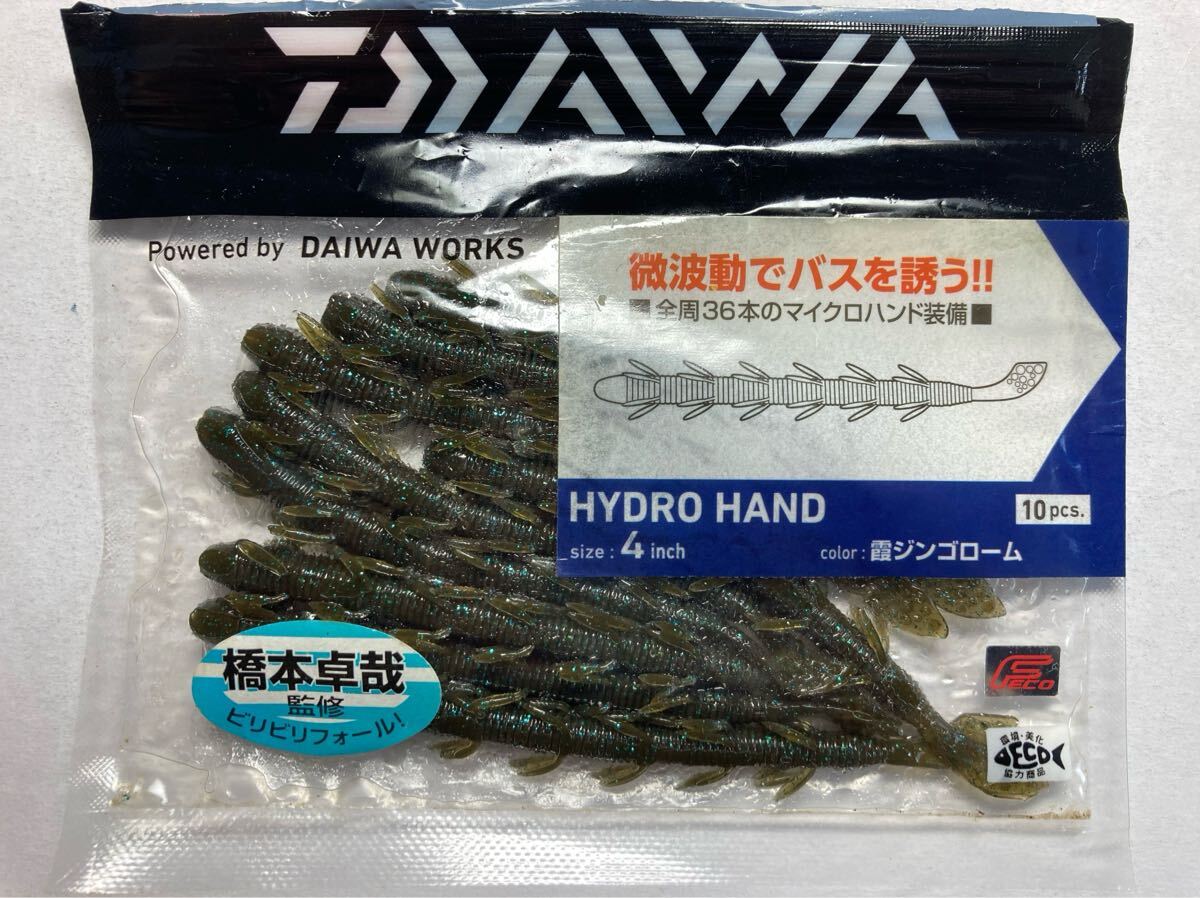 DAIWA
Powered by DAIWA WORKS
微波動でバスを誘う!!
■全周36本のマイクロハンド装備■
HYDRO HAND
10pcs.
size : 4 inch
color : 霞ジンゴローム
橋本卓哉
監修
ビリビリフォール!
FECO
環境・美化
ECO
協力商品